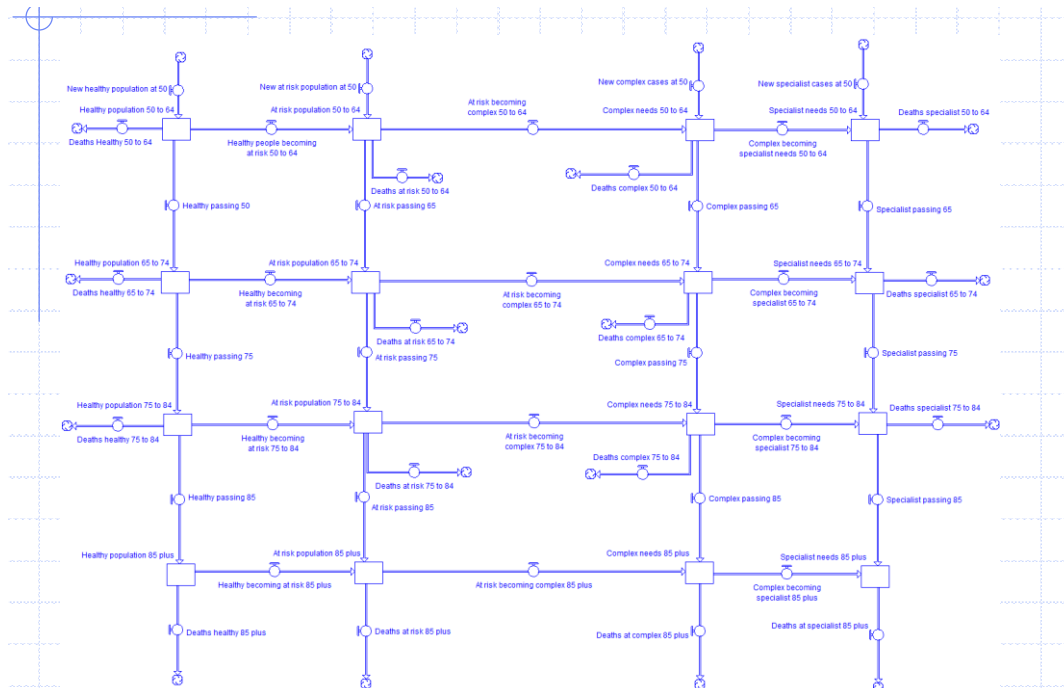 New healthy population at 50
New at risk population at 50
New complex cases at 50
New specialist cases at 50
Healthy population 50 to 64
At risk population 50 to 64
At risk becoming
complex 50 to 64
Complex needs 50 to 64
Specialist needs 50 to 64
Deaths specialist 50 to 64
Deaths Healthy 50 to 64
Healthy people becoming
at risk 50 to 64
Complex becoming
specialist needs 50 to 64
Deaths at risk 50 to 64
Deaths complex 50 to 64
Healthy passing 50
At risk passing 65
Complex passing 65
Specialist passing 65
Healthy population 65 to 74
At risk population 65 to 74
Complex needs 65 to 74
Specialist needs 65 to 74
Deaths healthy 65 to 74
Healthy becoming
at risk 65 to 74
At risk becoming
complex 65 to 74
Complex becoming
specialist 65 to 74
Deaths specialist 65 to 74
Deaths at risk 65 to 74
Deaths complex 65 to 74
Healthy passing 75
At risk passing 75
Complex passing 75
Specialist passing 75
Healthy population 75 to 84
At risk population 75 to 84
Complex needs 75 to 84
Specialist needs 75 to 84
Deaths specialist 75 to 84
Deaths healthy 75 to 84
Healthy becoming
at risk 75 to 84
At risk becoming
complex 75 to 84
Complex becoming
specialist 75 to 84
Deaths at risk 75 to 84
Deaths complex 75 to 84
Healthy passing 85
At risk passing 85
Complex passing 85
Specialist passing 85
Healthy population 85 plus
At risk population 85 plus
Complex needs 85 plus
Specialist needs 85 plus
Healthy becoming at risk 85 plus
At risk becoming complex 85 plus
Complex becoming
specialist 85 plus
Deaths healthy 85 plus
Deaths at risk 85 plus
Deaths at complex 85 plus
Deaths at specialist 85 plus